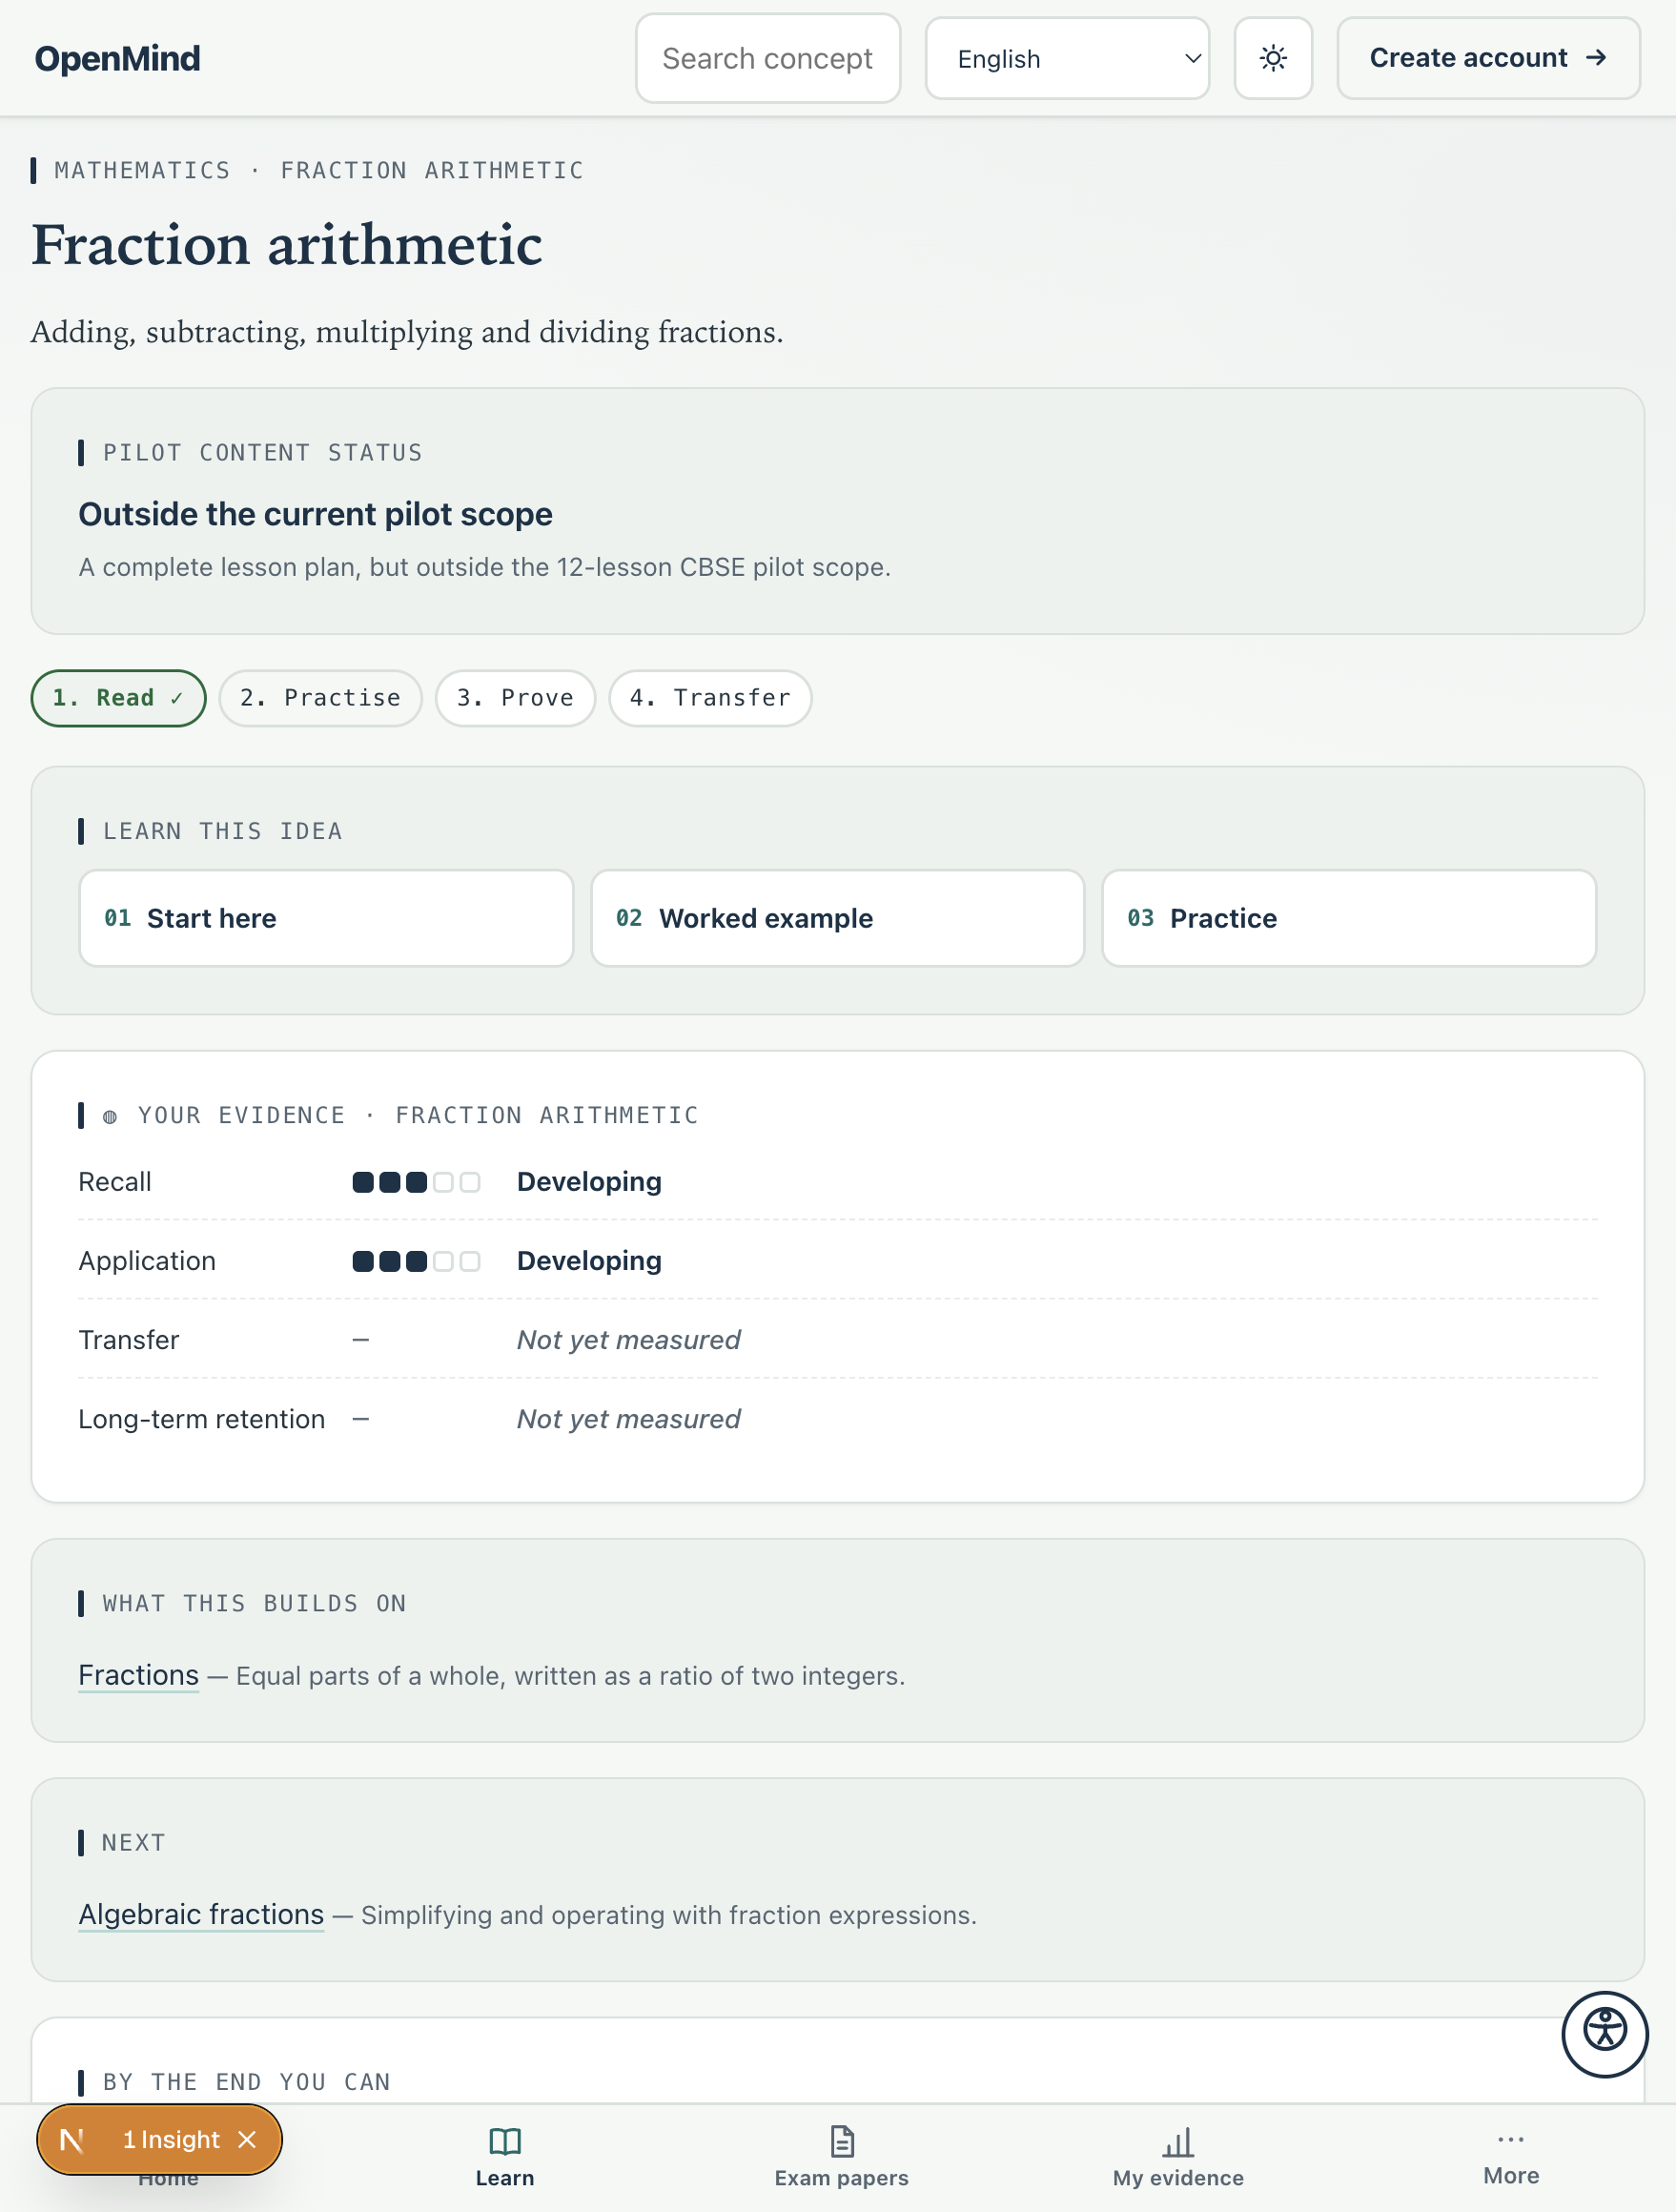 OpenMind
Search concept
English
Create account →
MATHEMATICS · FRACTION ARITHMETIC
Fraction arithmetic
Adding, subtracting, multiplying and dividing fractions.
PILOT CONTENT STATUS
Outside the current pilot scope
A complete lesson plan, but outside the 12-lesson CBSE pilot scope.
1. Read ✓
2. Practise
3. Prove
4. Transfer
LEARN THIS IDEA
01 Start here
02 Worked example
03 Practice
◍ YOUR EVIDENCE · FRACTION ARITHMETIC
Recall Developing
Application Developing
Transfer – Not yet measured
Long-term retention – Not yet measured
WHAT THIS BUILDS ON
Fractions — Equal parts of a whole, written as a ratio of two integers.
NEXT
Algebraic fractions — Simplifying and operating with fraction expressions.
BY THE END YOU CAN
N 1 Insight ×
Home
Learn
Exam papers
My evidence
More